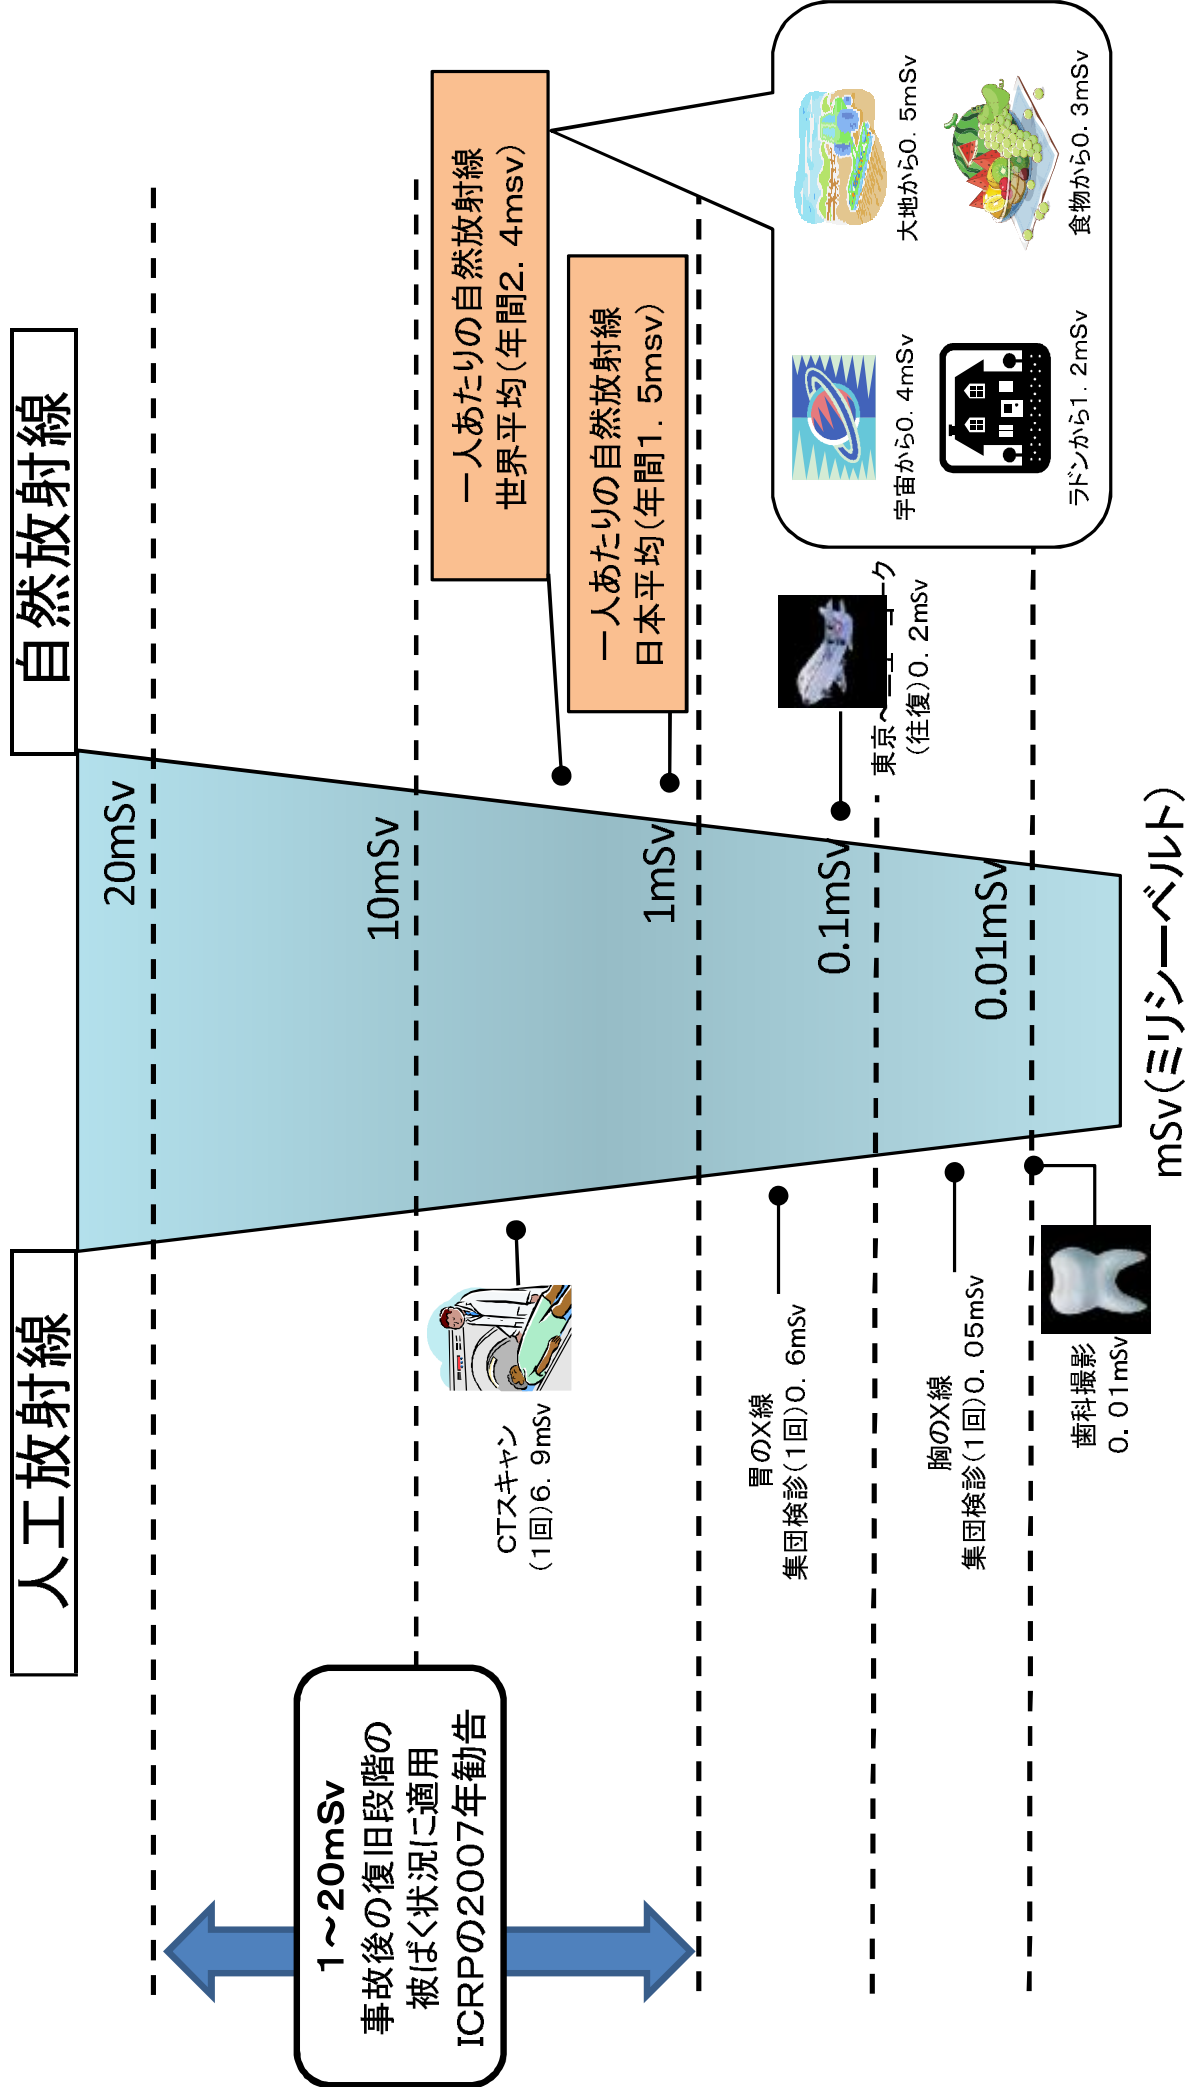 人工放射線
自然放射線
20mSv
10mSv
1mSv
0.1mSv
0.01mSv
mSv(ミリシーベルト)
1～20mSv
事故後の復旧段階の
被ばく状況に適用
ICRPの2007年勧告
CTスキャン
(1回)6. 9mSv
胃のX線
集団検診(1回)0. 6mSv
胸のX線
集団検診(1回)0. 05mSv
歯科撮影
0. 01mSv
一人あたりの自然放射線
世界平均(年間2. 4msv)
一人あたりの自然放射線
日本平均(年間1. 5msv)
東京～ニューヨーク
(往復)0. 2mSv
宇宙から0. 4mSv
大地から0. 5mSv
ラドンから1. 2mSv
食物から0. 3mSv